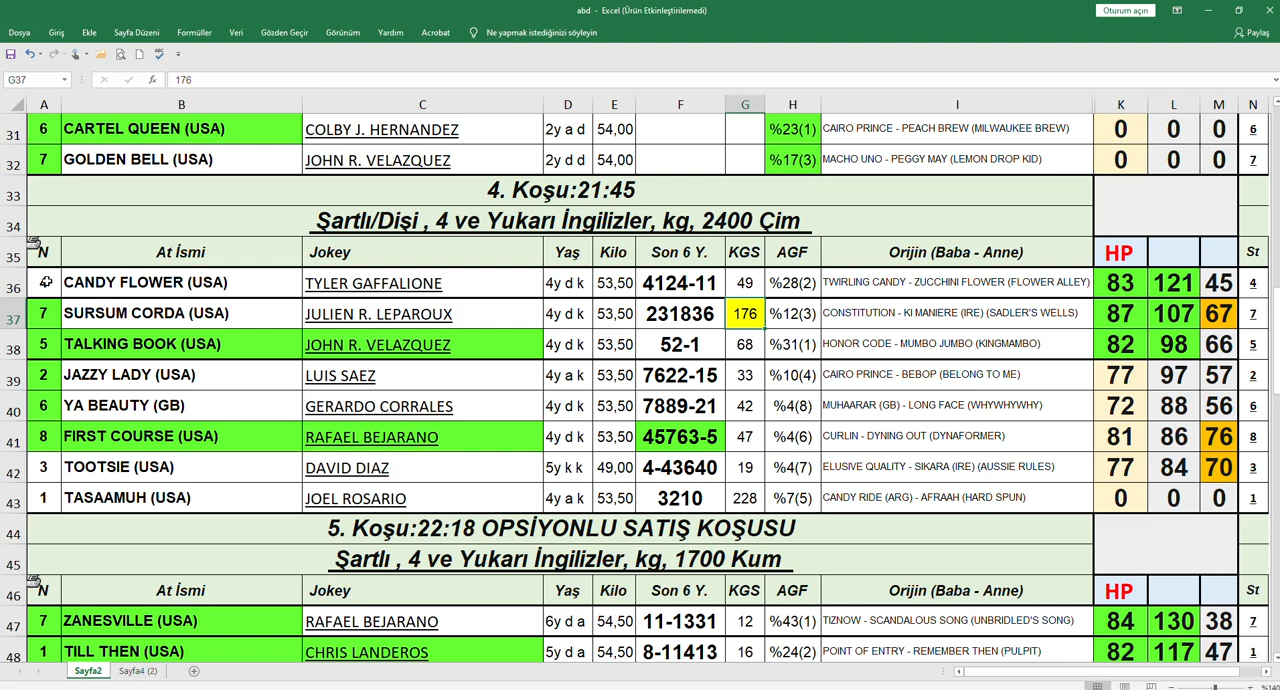 abd - Excel (Ürün Etkinleştirilemedi)
Oturum açın
Dosya Giriş Ekle Sayfa Düzeni Formüller Veri Gözden Geçir Görünüm Yardım Acrobat Ne yapmak istediğinizi söyleyin Paylaş
ABC
G37 fx 176
A B C D E F G H I K L M N
31 6 CARTEL QUEEN (USA) COLBY J. HERNANDEZ 2y a d 54,00 %23(1) CAIRO PRINCE - PEACH BREW (MILWAUKEE BREW) 0 0 0 6
32 7 GOLDEN BELL (USA) JOHN R. VELAZQUEZ 2y d d 54,00 %17(3) MACHO UNO - PEGGY MAY (LEMON DROP KID) 0 0 0 7
33 4. Koşu:21:45
34 Şartlı/Dişi , 4 ve Yukarı İngilizler, kg, 2400 Çim
35 N At İsmi Jokey Yaş Kilo Son 6 Y. KGS AGF Orijin (Baba - Anne) HP St
36 CANDY FLOWER (USA) TYLER GAFFALIONE 4y d k 53,50 4124-11 49 %28(2) TWIRLING CANDY - ZUCCHINI FLOWER (FLOWER ALLEY) 83 121 45 4
37 7 SURSUM CORDA (USA) JULIEN R. LEPAROUX 4y d k 53,50 231836 176 %12(3) CONSTITUTION - KI MANIERE (IRE) (SADLER'S WELLS) 87 107 67 7
38 5 TALKING BOOK (USA) JOHN R. VELAZQUEZ 4y d k 53,50 52-1 68 %31(1) HONOR CODE - MUMBO JUMBO (KINGMAMBO) 82 98 66 5
39 2 JAZZY LADY (USA) LUIS SAEZ 4y a k 53,50 7622-15 33 %10(4) CAIRO PRINCE - BEBOP (BELONG TO ME) 77 97 57 2
40 6 YA BEAUTY (GB) GERARDO CORRALES 4y d k 53,50 7889-21 42 %4(8) MUHAARAR (GB) - LONG FACE (WHYWHYWHY) 72 88 56 6
41 8 FIRST COURSE (USA) RAFAEL BEJARANO 4y d k 53,50 45763-5 47 %4(6) CURLIN - DYNING OUT (DYNAFORMER) 81 86 76 8
42 3 TOOTSIE (USA) DAVID DIAZ 5y k k 49,00 4-43640 19 %4(7) ELUSIVE QUALITY - SIKARA (IRE) (AUSSIE RULES) 77 84 70 3
43 1 TASAAMUH (USA) JOEL ROSARIO 4y a k 53,50 3210 228 %7(5) CANDY RIDE (ARG) - AFRAAH (HARD SPUN) 0 0 0 1
44 5. Koşu:22:18 OPSİYONLU SATIŞ KOŞUSU
45 Şartlı , 4 ve Yukarı İngilizler, kg, 1700 Kum
46 N At İsmi Jokey Yaş Kilo Son 6 Y. KGS AGF Orijin (Baba - Anne) HP St
47 7 ZANESVILLE (USA) RAFAEL BEJARANO 6y d a 54,50 11-1331 12 %43(1) TIZNOW - SCANDALOUS SONG (UNBRIDLED'S SONG) 84 130 38 7
48 1 TILL THEN (USA) CHRIS LANDEROS 5y d a 54,50 8-11413 16 %24(2) POINT OF ENTRY - REMEMBER THEN (PULPIT) 82 117 47 1
Sayfa2 Sayfa4 (2)
%140